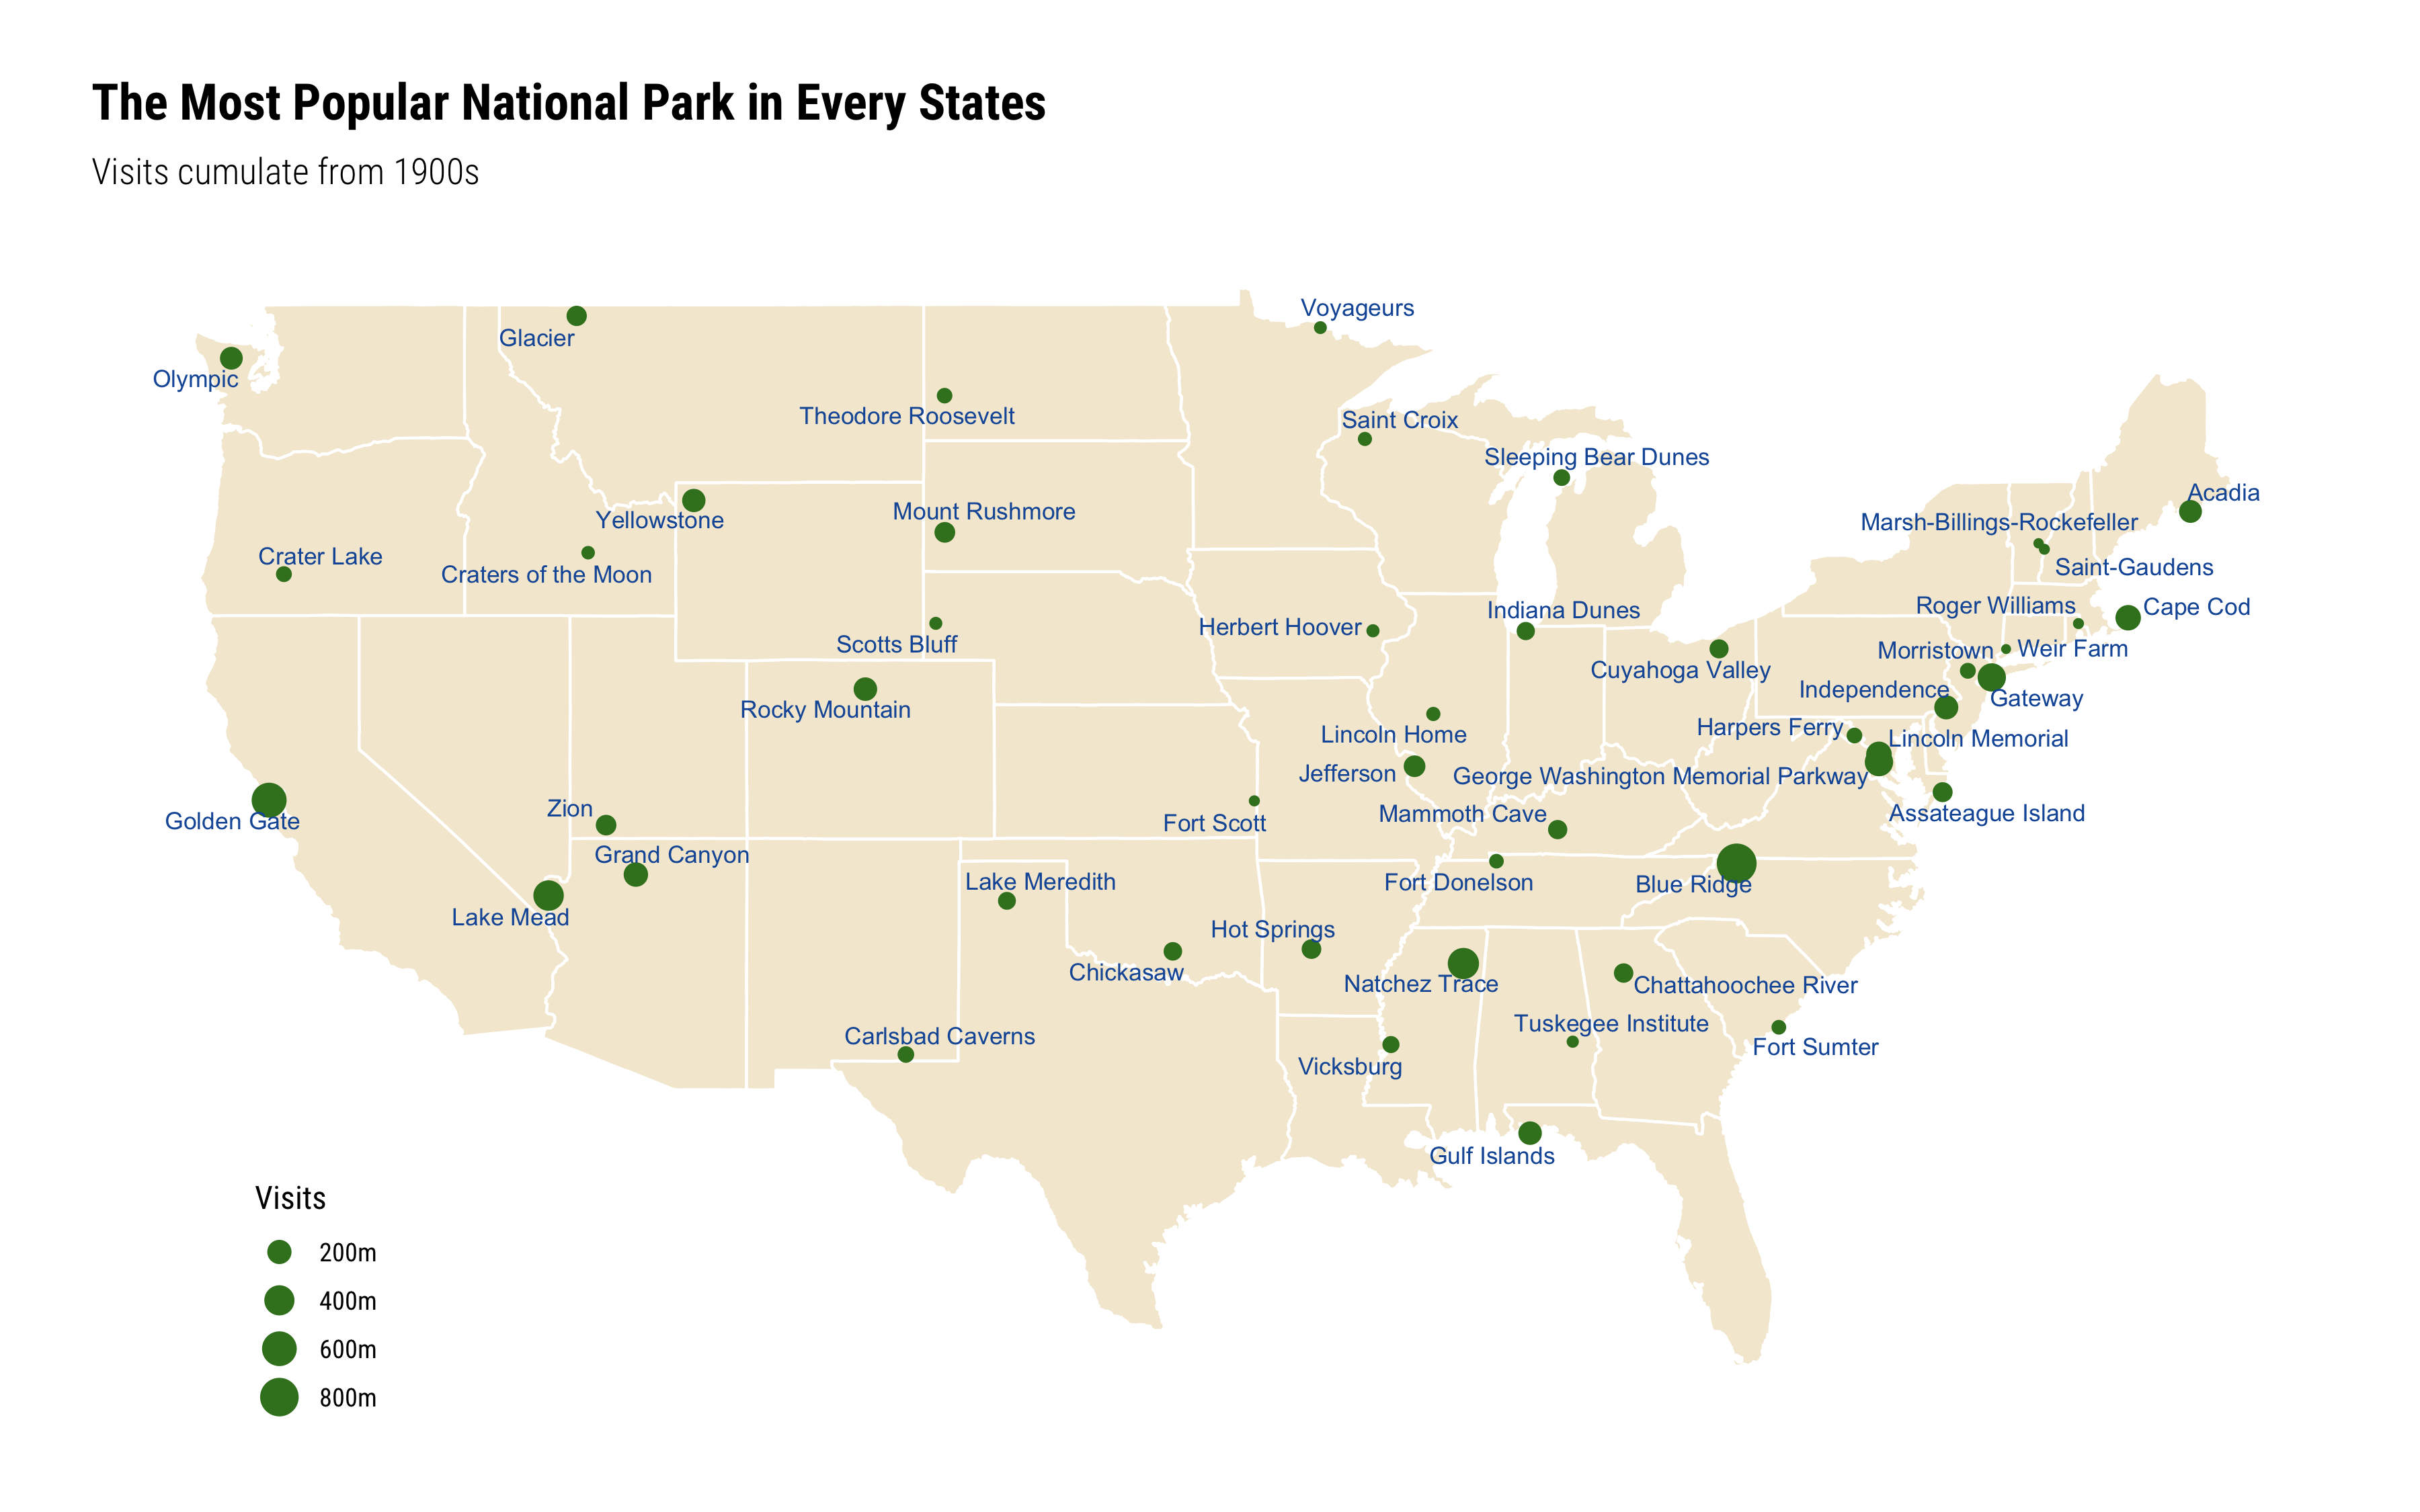 The Most Popular National Park in Every States
Visits cumulate from 1900s
Voyageurs
Glacier
Olympic
Theodore Roosevelt
Saint Croix
Sleeping Bear Dunes
Acadia
Mount Rushmore
Yellowstone
Marsh-Billings-Rockefeller
Crater Lake
Craters of the Moon
Saint-Gaudens
Indiana Dunes
Roger Williams
Cape Cod
Herbert Hoover
Scotts Bluff
Morristown
Weir Farm
Cuyahoga Valley
Independence
Gateway
Rocky Mountain
Harpers Ferry
Lincoln Home
Lincoln Memorial
Jefferson
George Washington Memorial Parkway
Zion
Mammoth Cave
Assateague Island
Golden Gate
Fort Scott
Grand Canyon
Lake Meredith
Fort Donelson
Blue Ridge
Lake Mead
Hot Springs
Chickasaw
Natchez Trace
Chattahoochee River
Tuskegee Institute
Carlsbad Caverns
Fort Sumter
Vicksburg
Gulf Islands
Visits
200m
400m
600m
800m